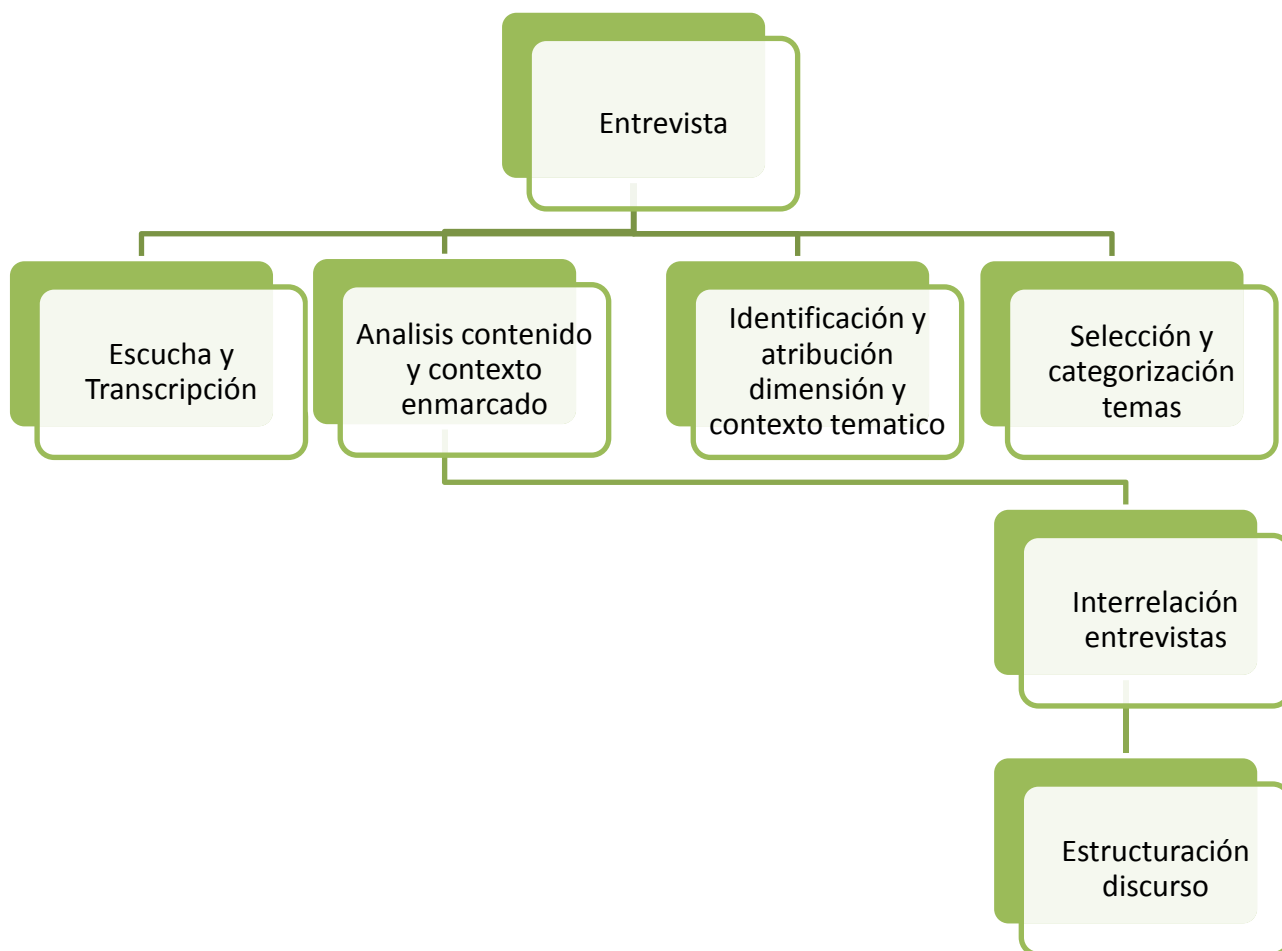 Entrevista
Escucha y
Transcripción
Analisis contenido
y contexto
enmarcado
Identificación y
atribución
dimensión y
contexto tematico
Selección y
categorización
temas
Interrelación
entrevistas
Estructuración
discurso